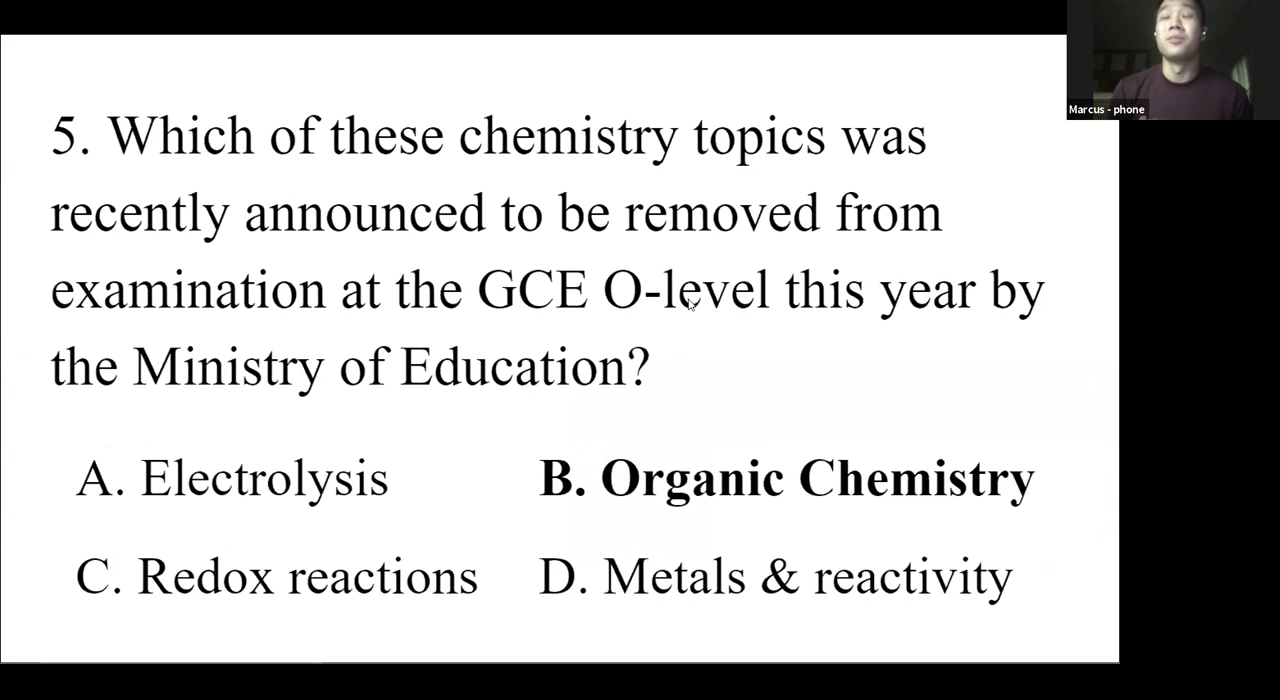 Marcus - phone
5. Which of these chemistry topics was
recently announced to be removed from
examination at the GCE O-level this year by
the Ministry of Education?
A. Electrolysis
B. Organic Chemistry
C. Redox reactions
D. Metals & reactivity